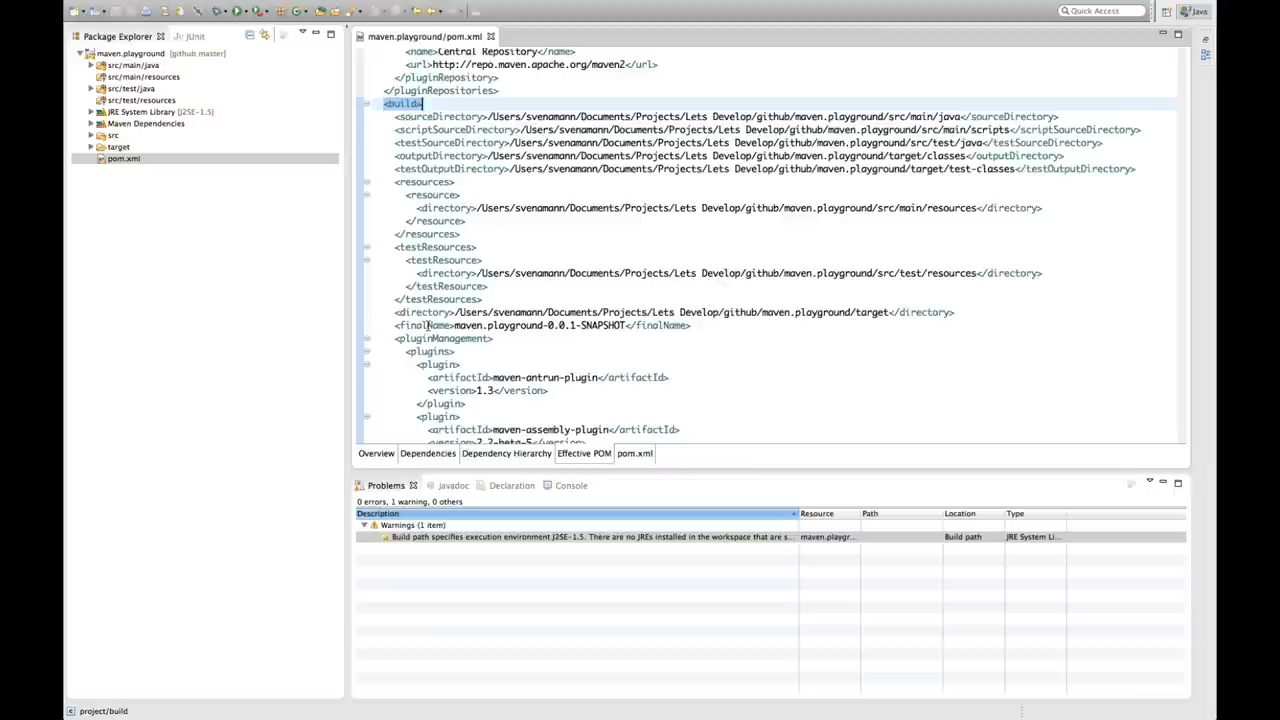 Quick Access
Java
Package Explorer
JUnit
maven.playground [github master]
src/main/java
src/main/resources
src/test/java
src/test/resources
JRE System Library [J2SE-1.5]
Maven Dependencies
src
target
pom.xml
maven.playground/pom.xml
<name>Central Repository</name>
<url>http://repo.maven.apache.org/maven2</url>
</pluginRepository>
</pluginRepositories>
<build>
<sourceDirectory>/Users/svenamann/Documents/Projects/Lets Develop/github/maven.playground/src/main/java</sourceDirectory>
<scriptSourceDirectory>/Users/svenamann/Documents/Projects/Lets Develop/github/maven.playground/src/main/scripts</scriptSourceDirectory>
<testSourceDirectory>/Users/svenamann/Documents/Projects/Lets Develop/github/maven.playground/src/test/java</testSourceDirectory>
<outputDirectory>/Users/svenamann/Documents/Projects/Lets Develop/github/maven.playground/target/classes</outputDirectory>
<testOutputDirectory>/Users/svenamann/Documents/Projects/Lets Develop/github/maven.playground/target/test-classes</testOutputDirectory>
<resources>
<resource>
<directory>/Users/svenamann/Documents/Projects/Lets Develop/github/maven.playground/src/main/resources</directory>
</resource>
</resources>
<testResources>
<testResource>
<directory>/Users/svenamann/Documents/Projects/Lets Develop/github/maven.playground/src/test/resources</directory>
</testResource>
</testResources>
<directory>/Users/svenamann/Documents/Projects/Lets Develop/github/maven.playground/target</directory>
<finalName>maven.playground-0.0.1-SNAPSHOT</finalName>
<pluginManagement>
<plugins>
<plugin>
<artifactId>maven-antrun-plugin</artifactId>
<version>1.3</version>
</plugin>
<plugin>
<artifactId>maven-assembly-plugin</artifactId>
<version>2.2-beta-5</version>
Overview Dependencies Dependency Hierarchy Effective POM pom.xml
Problems Javadoc Declaration Console
0 errors, 1 warning, 0 others
Description Resource Path Location Type
Warnings (1 item)
Build path specifies execution environment J2SE-1.5. There are no JREs installed in the workspace that are s... maven.playgr... Build path JRE System Li...
project/build